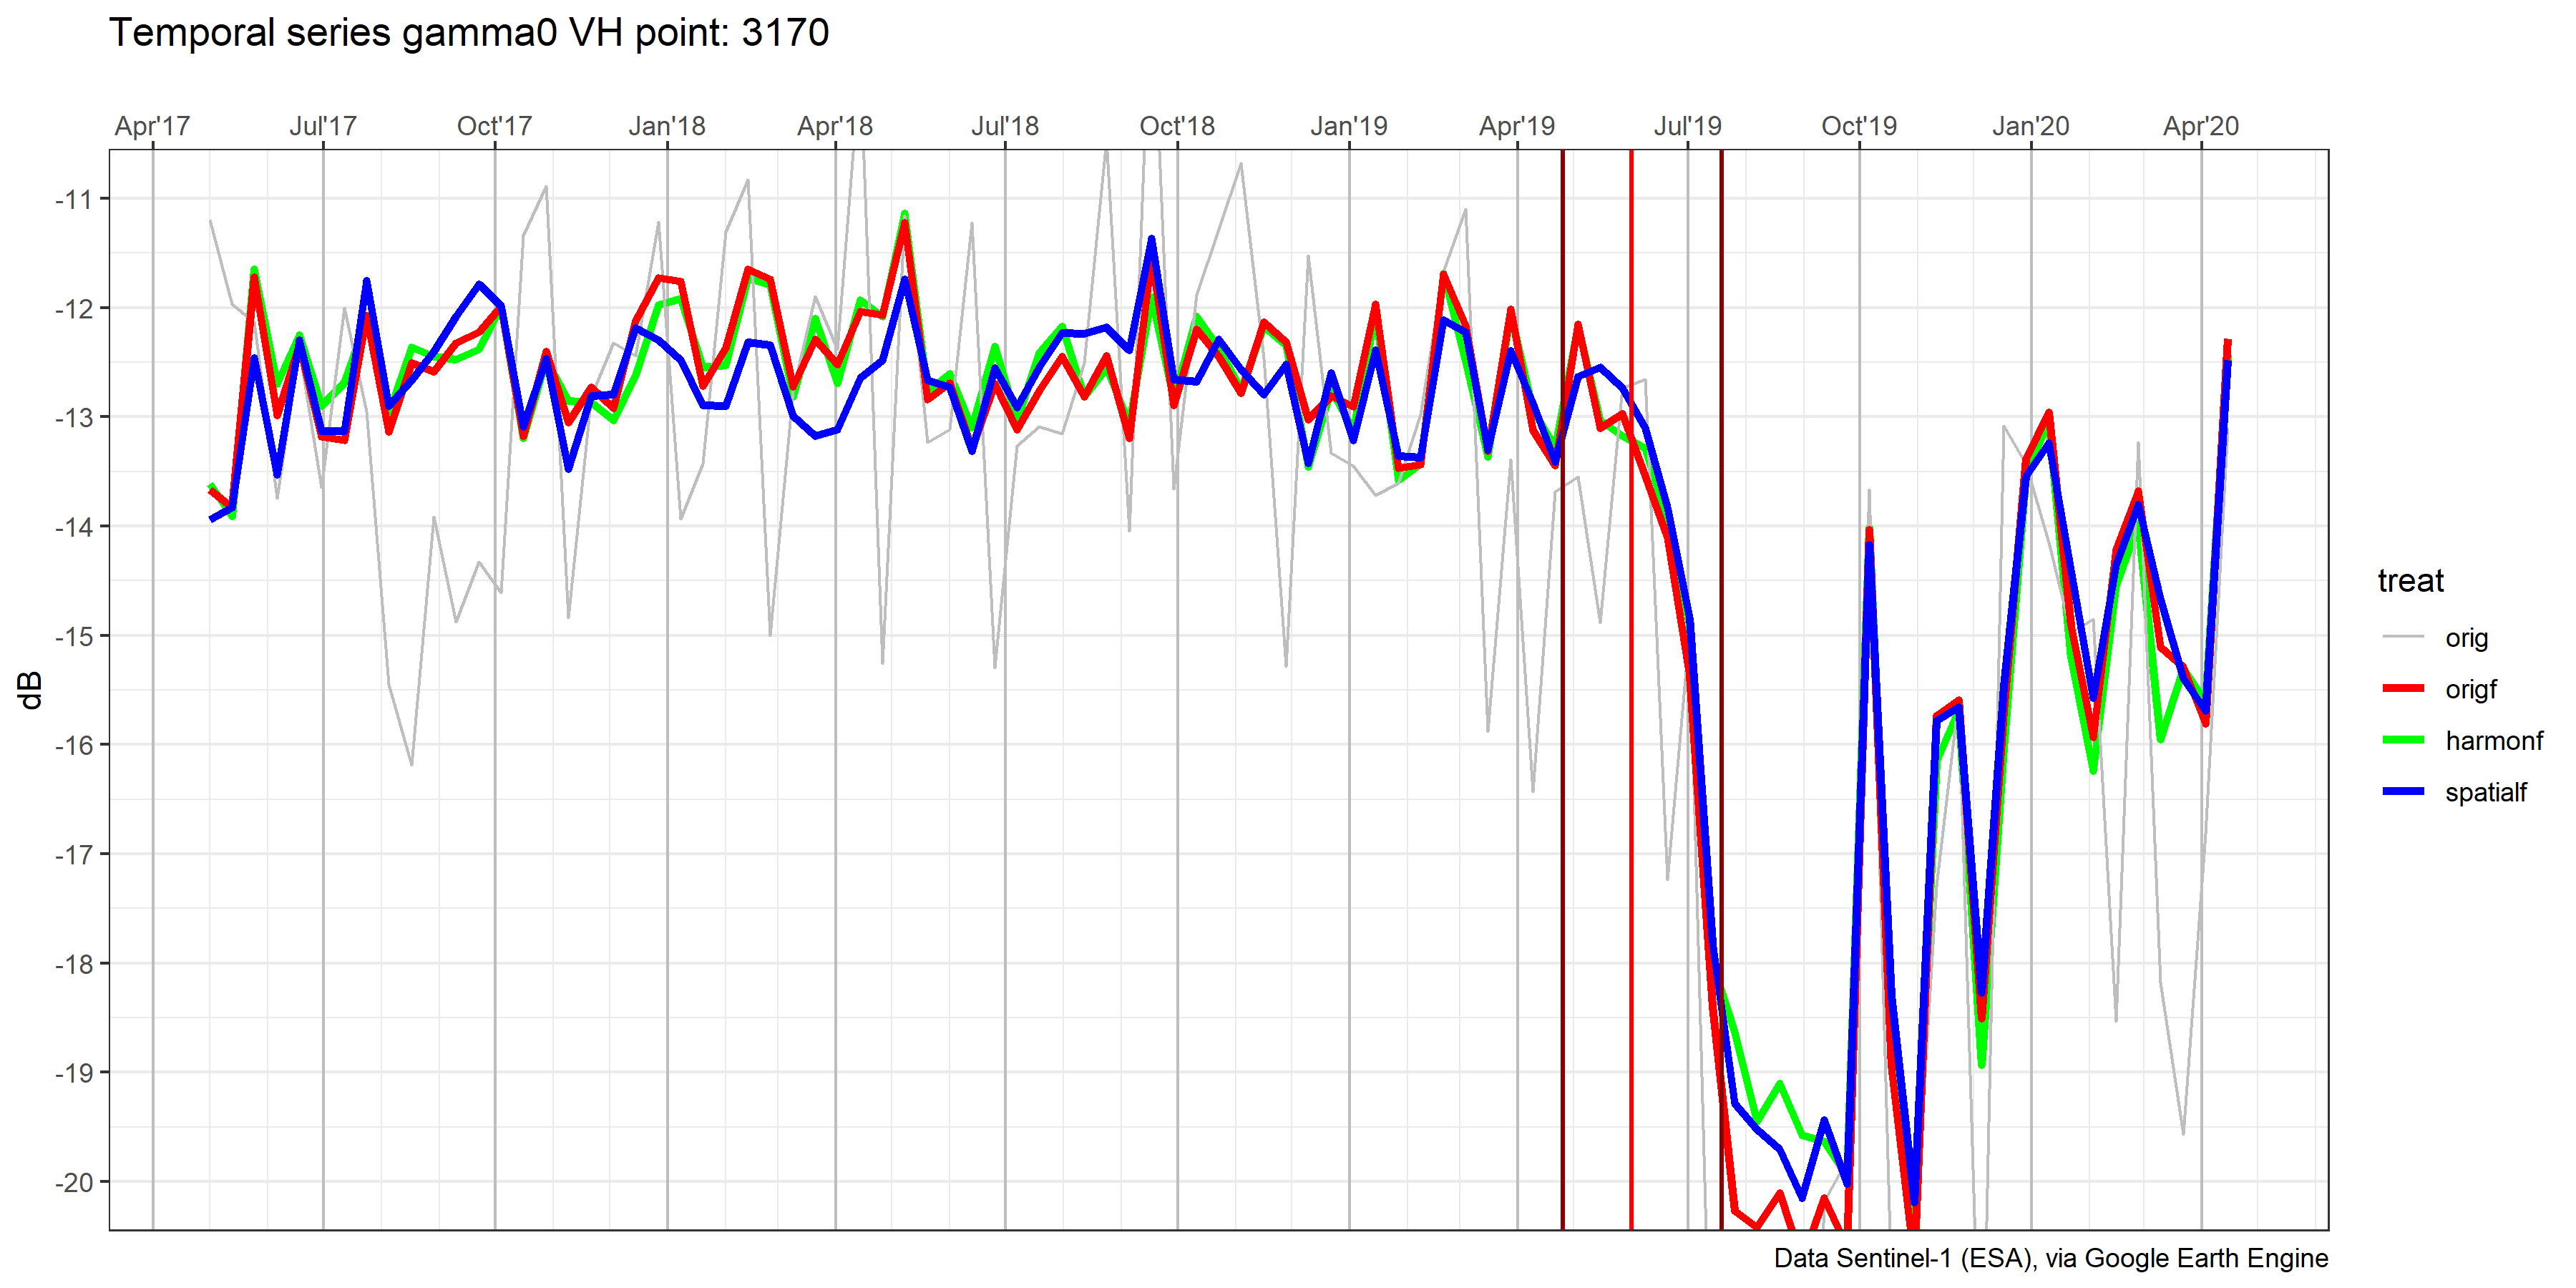 Temporal series gamma0 VH point: 3170
Apr'17 Jul'17 Oct'17 Jan'18 Apr'18 Jul'18 Oct'18 Jan'19 Apr'19 Jul'19 Oct'19 Jan'20 Apr'20
-11
-12
-13
-14
-15
-16
-17
-18
-19
-20
dB
treat
orig
origf
harmonf
spatialf
Data Sentinel-1 (ESA), via Google Earth Engine